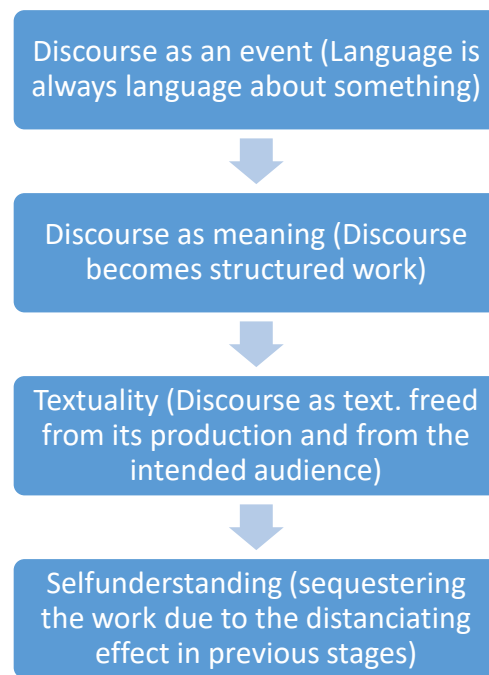 Discourse as an event (Language is
always language about something)
Discourse as meaning (Discourse
becomes structured work)
Textuality (Discourse as text. freed
from its production and from the
intended audience)
Selfunderstanding (sequestering
the work due to the distanciating
effect in previous stages)